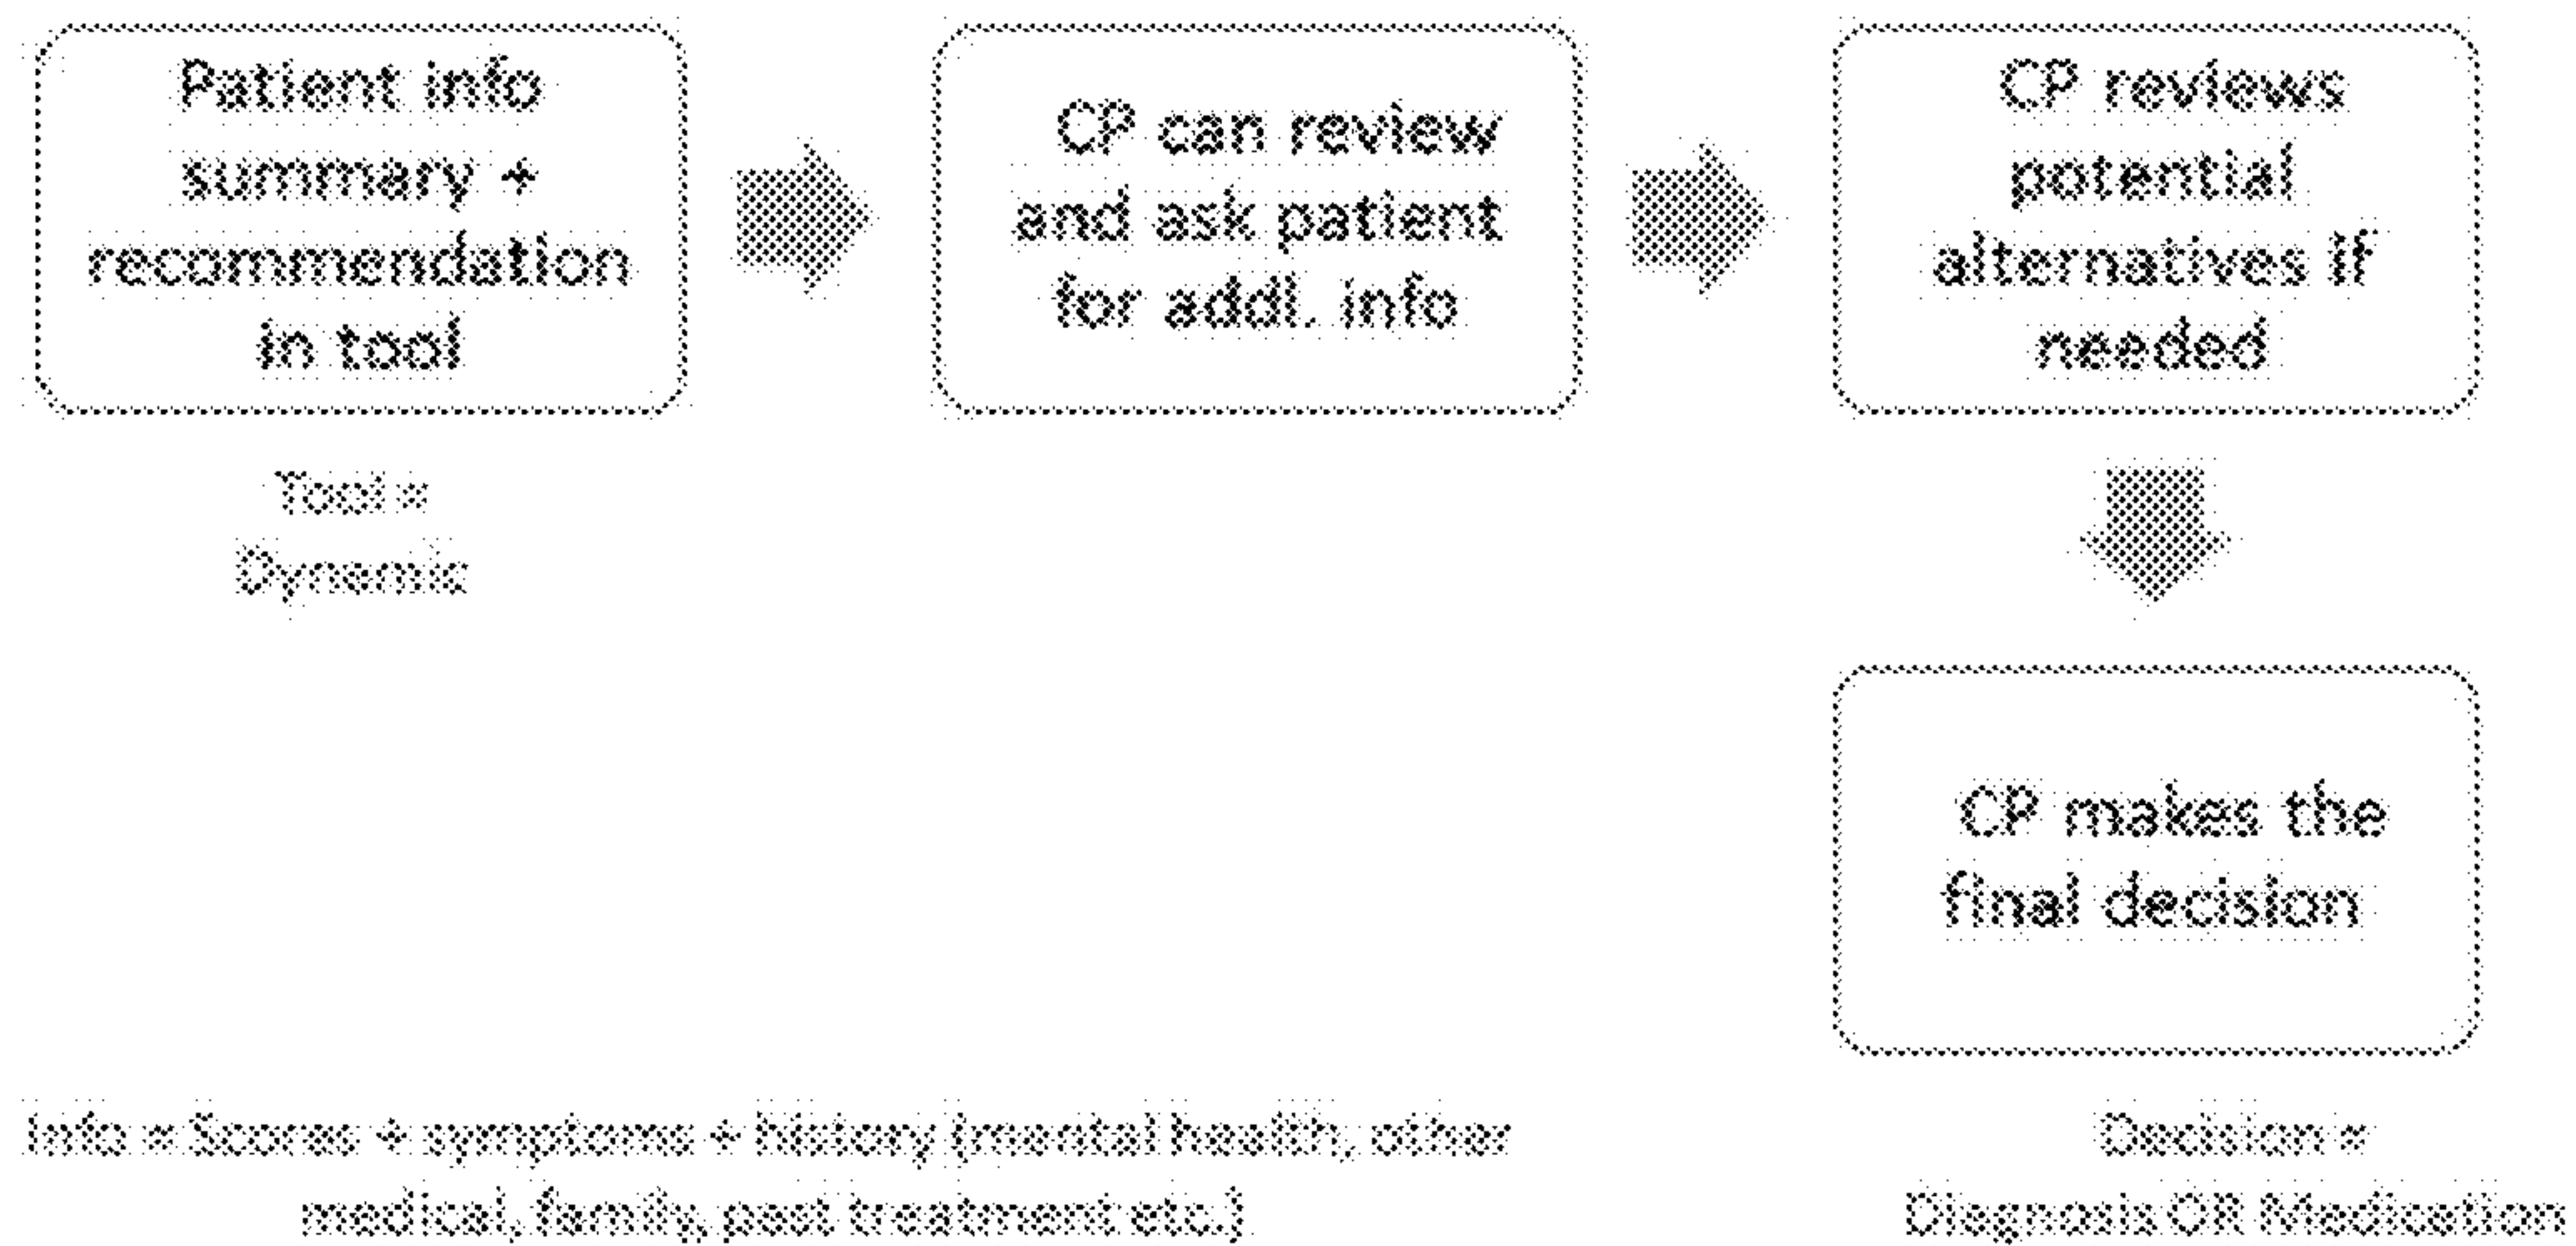 Patient info
summary +
recommendation
in tool
CP can review
and ask patient
for addl. info
CP reviews
potential
alternatives if
needed
Tool =
Dynamic
CP makes the
final decision
Info = Scores + symptoms + history (mental health, other
medical, family, past treatment etc.)
Decision =
Diagnosis OR Medication